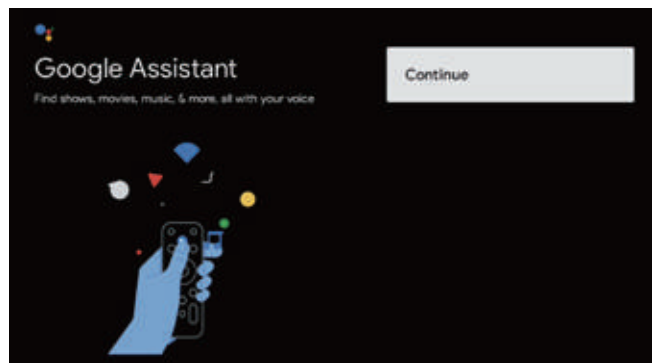 Google Assistant
Find shows, movies, music, & more, all with your voice
Continue